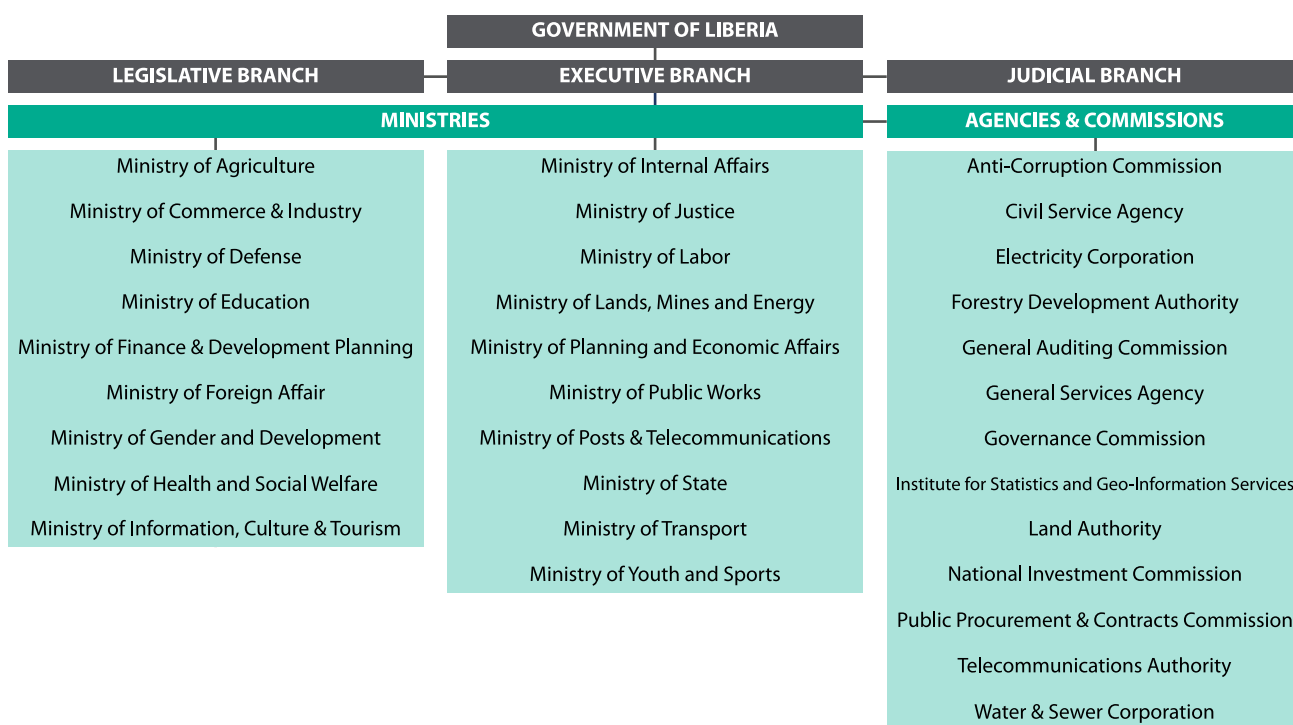 GOVERNMENT OF LIBERIA
LEGISLATIVE BRANCH
EXECUTIVE BRANCH
JUDICIAL BRANCH
MINISTRIES
AGENCIES & COMMISSIONS
Ministry of Agriculture
Ministry of Commerce & Industry
Ministry of Defense
Ministry of Education
Ministry of Finance & Development Planning
Ministry of Foreign Affair
Ministry of Gender and Development
Ministry of Health and Social Welfare
Ministry of Information, Culture & Tourism
Ministry of Internal Affairs
Ministry of Justice
Ministry of Labor
Ministry of Lands, Mines and Energy
Ministry of Planning and Economic Affairs
Ministry of Public Works
Ministry of Posts & Telecommunications
Ministry of State
Ministry of Transport
Ministry of Youth and Sports
Anti-Corruption Commission
Civil Service Agency
Electricity Corporation
Forestry Development Authority
General Auditing Commission
General Services Agency
Governance Commission
Institute for Statistics and Geo-Information Services
Land Authority
National Investment Commission
Public Procurement & Contracts Commission
Telecommunications Authority
Water & Sewer Corporation